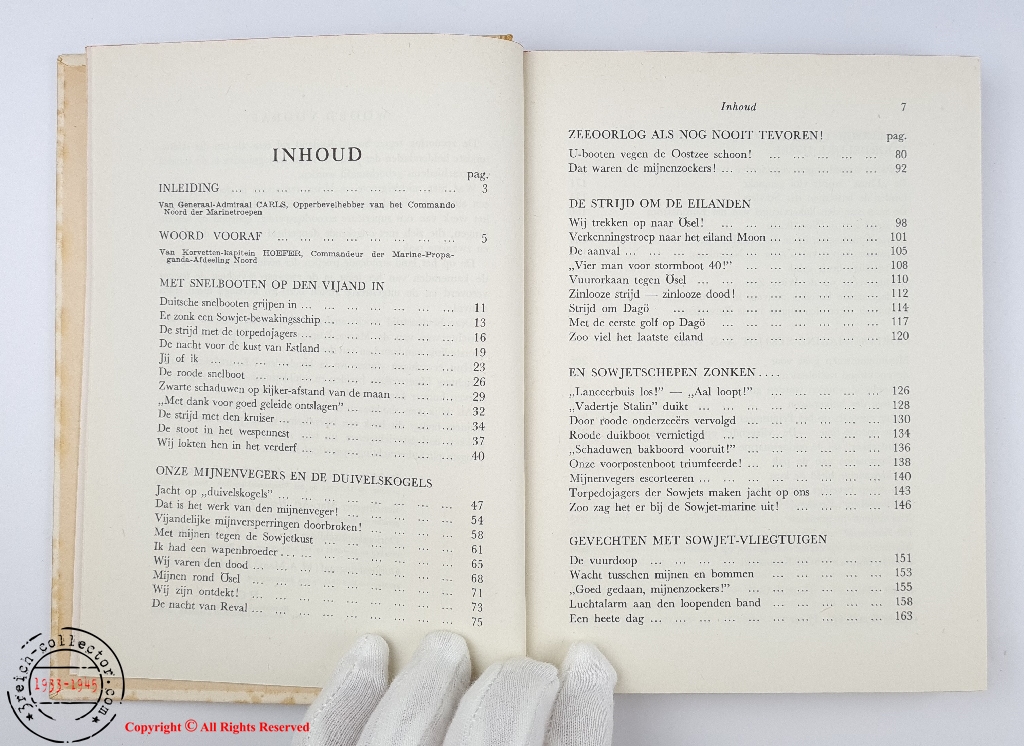 INHOUD
pag.
INLEIDING ... ... ... ... ... ... ... ... ... 3
Van Generaal-Admiraal CARLS, Opperbevelhebber van het Commando
Noord der Marinetroepen
WOORD VOORAF ... ... ... ... ... ... ... 5
Van Korvetten-kapitein HOEFER, Commandeur der Marine-Propa-
ganda-Afdeeling Noord
MET SNELBOOTEN OP DEN VIJAND IN
Duitsche snelbooten grijpen in ... ... ... ... ... ... 11
Er zonk een Sowjet-bewakingsschip ... ... ... ... ... 13
De strijd met de torpedojagers ... ... ... ... ... ... 16
De nacht voor de kust van Estland ... ... ... ... ... 19
Jij of ik ... ... ... ... ... ... ... ... ... 23
De roode snelboot ... ... ... ... ... ... ... 26
Zwarte schaduwen op kijker-afstand van de maan ... ... ... 29
„Met dank voor goed geleide ontslagen” ... ... ... ... 32
De strijd met den kruiser ... ... ... ... ... ... 34
De stoot in het wespennest ... ... ... ... ... ... 37
Wij lokten hen in het verderf ... ... ... ... ... ... 40
ONZE MIJNENVEGERS EN DE DUIVELSKOGELS
Jacht op „duivelskogels” ... ... ... ... ... ... ... 47
Dat is het werk van den mijnenveger! ... ... ... ... 54
Vijandelijke mijnversperringen doorbroken! ... ... ... ... 58
Met mijnen tegen de Sowjetkust ... ... ... ... ... 61
Ik had een wapenbroeder ... ... ... ... ... ... ... 65
Wij varen den dood ... ... ... ... ... ... ... 68
Mijnen rond Ösel ... ... ... ... ... ... ... 71
Wij zijn ontdekt! ... ... ... ... ... ... ... 73
De nacht van Reval ... ... ... ... ... ... ... 75
Inhoud 7
ZEEOORLOG ALS NOG NOOIT TEVOREN! pag.
U-booten vegen de Oostzee schoon! ... ... ... ... ... 80
Dat waren de mijnenzoekers! ... ... ... ... ... ... 92
DE STRIJD OM DE EILANDEN
Wij trekken op naar Ösel! ... ... ... ... ... ... 98
Verkenningstroep naar het eiland Moon ... ... ... ... ... 101
De aanval ... ... ... ... ... ... ... ... ... 105
„Vier man voor stormboot 40!” ... ... ... ... ... ... 108
Vuurorkaan tegen Ösel ... ... ... ... ... ... ... 110
Zinlooze strijd — zinlooze dood! ... ... ... ... ... ... 112
Strijd om Dagö ... ... ... ... ... ... ... 114
Met de eerste golf op Dagö ... ... ... ... ... ... 117
Zoo viel het laatste eiland ... ... ... ... ... ... 120
EN SOWJETSCHEPEN ZONKEN ....
„Lanceerbuis los!” — „Aal loopt!” ... ... ... ... ... 126
„Vadertje Stalin” duikt ... ... ... ... ... ... ... 128
Door roode onderzeeërs vervolgd ... ... ... ... ... 130
Roode duikboot vernietigd ... ... ... ... ... ... 134
„Schaduwen bakboord vooruit!” ... ... ... ... ... ... 136
Onze voorpostenboot triumfeerde! ... ... ... ... ... ... 138
Mijnenvegers escorteeren ... ... ... ... ... ... ... 140
Torpedojagers der Sowjets maken jacht op ons ... ... ... 143
Zoo zag het er bij de Sowjet-marine uit! ... ... ... ... 146
GEVECHTEN MET SOWJET-VLIEGTUIGEN
De vuurdoop ... ... ... ... ... ... ... ... 151
Wacht tusschen mijnen en bommen ... ... ... ... ... 153
„Goed gedaan, mijnenzoekers!” ... ... ... ... ... ... 155
Luchtalarm aan den loopenden band ... ... ... ... ... 158
Een heete dag ... ... ... ... ... ... ... ... ... 163
3reich-collector.com
1933-1945
Copyright © All Rights Reserved